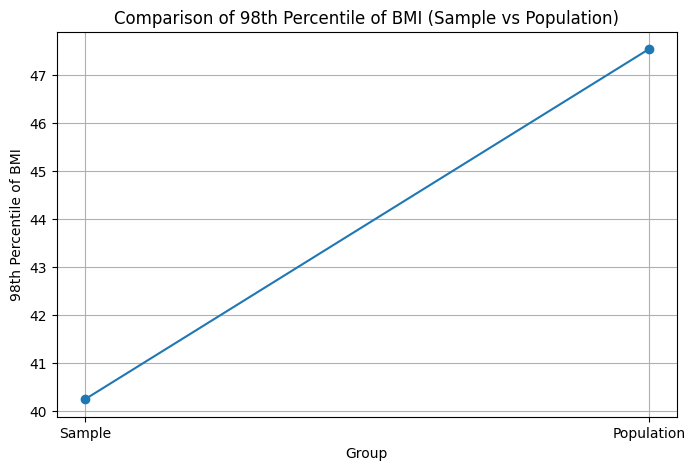 Comparison of 98th Percentile of BMI (Sample vs Population)
98th Percentile of BMI
47
46
45
44
43
42
41
40
Sample
Population
Group